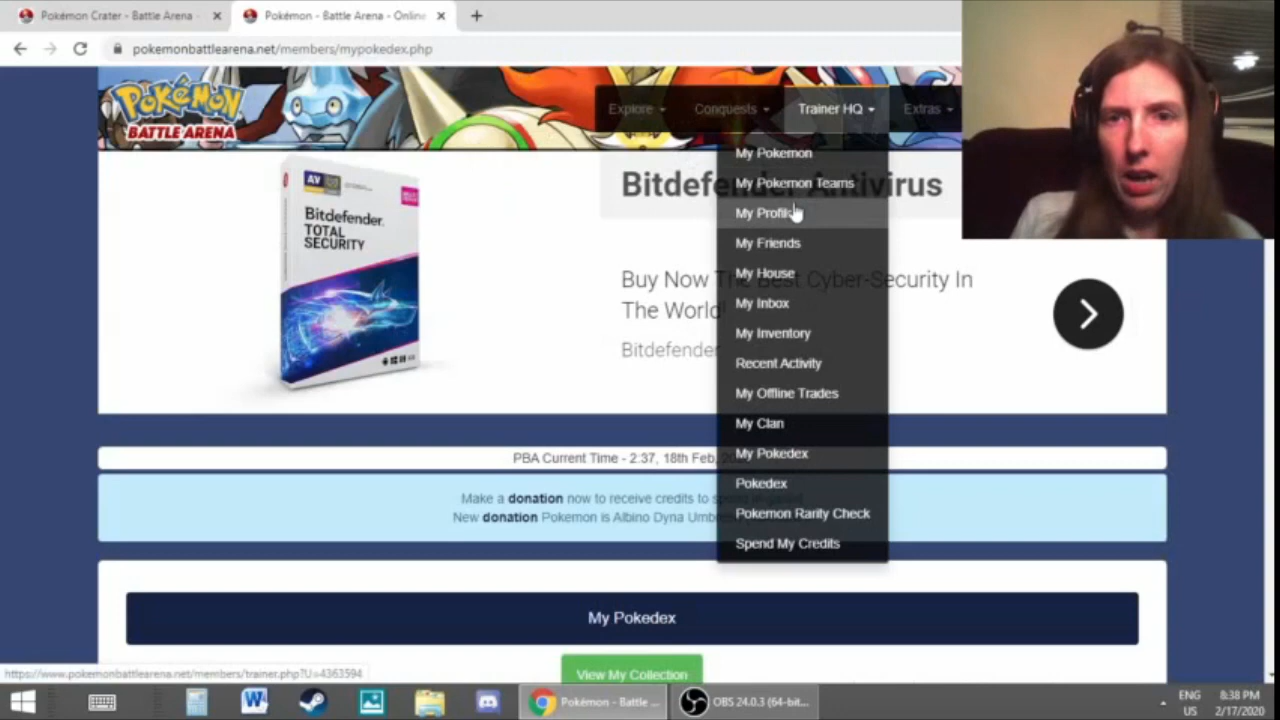 Pokémon Crater - Battle Arena -
Pokémon - Battle Arena - Online
pokemonbattlearena.net/members/mypokedex.php
POKéMON
BATTLE ARENA
Explore
Conquests
Trainer HQ
Extras
My Pokemon
My Pokemon Teams
My Profile
My Friends
My House
My Inbox
My Inventory
Recent Activity
My Offline Trades
My Clan
My Pokedex
Pokedex
Pokemon Rarity Check
Spend My Credits
Bitdefender Antivirus
Buy Now The Best Cyber-Security In
The World!
Bitdefender
AV
Bitdefender.
TOTAL
SECURITY
PBA Current Time - 2:37, 18th Feb,
Make a donation now to receive credits to
New donation Pokemon is Albino Dyna
My Pokedex
View My Collection
https://www.pokemonbattlearena.net/members/trainer.php?U=4363594
W
Pokémon - Battle ...
OBS 24.0.3 (64-bit...
ENG
US
8:38 PM
2/17/2020